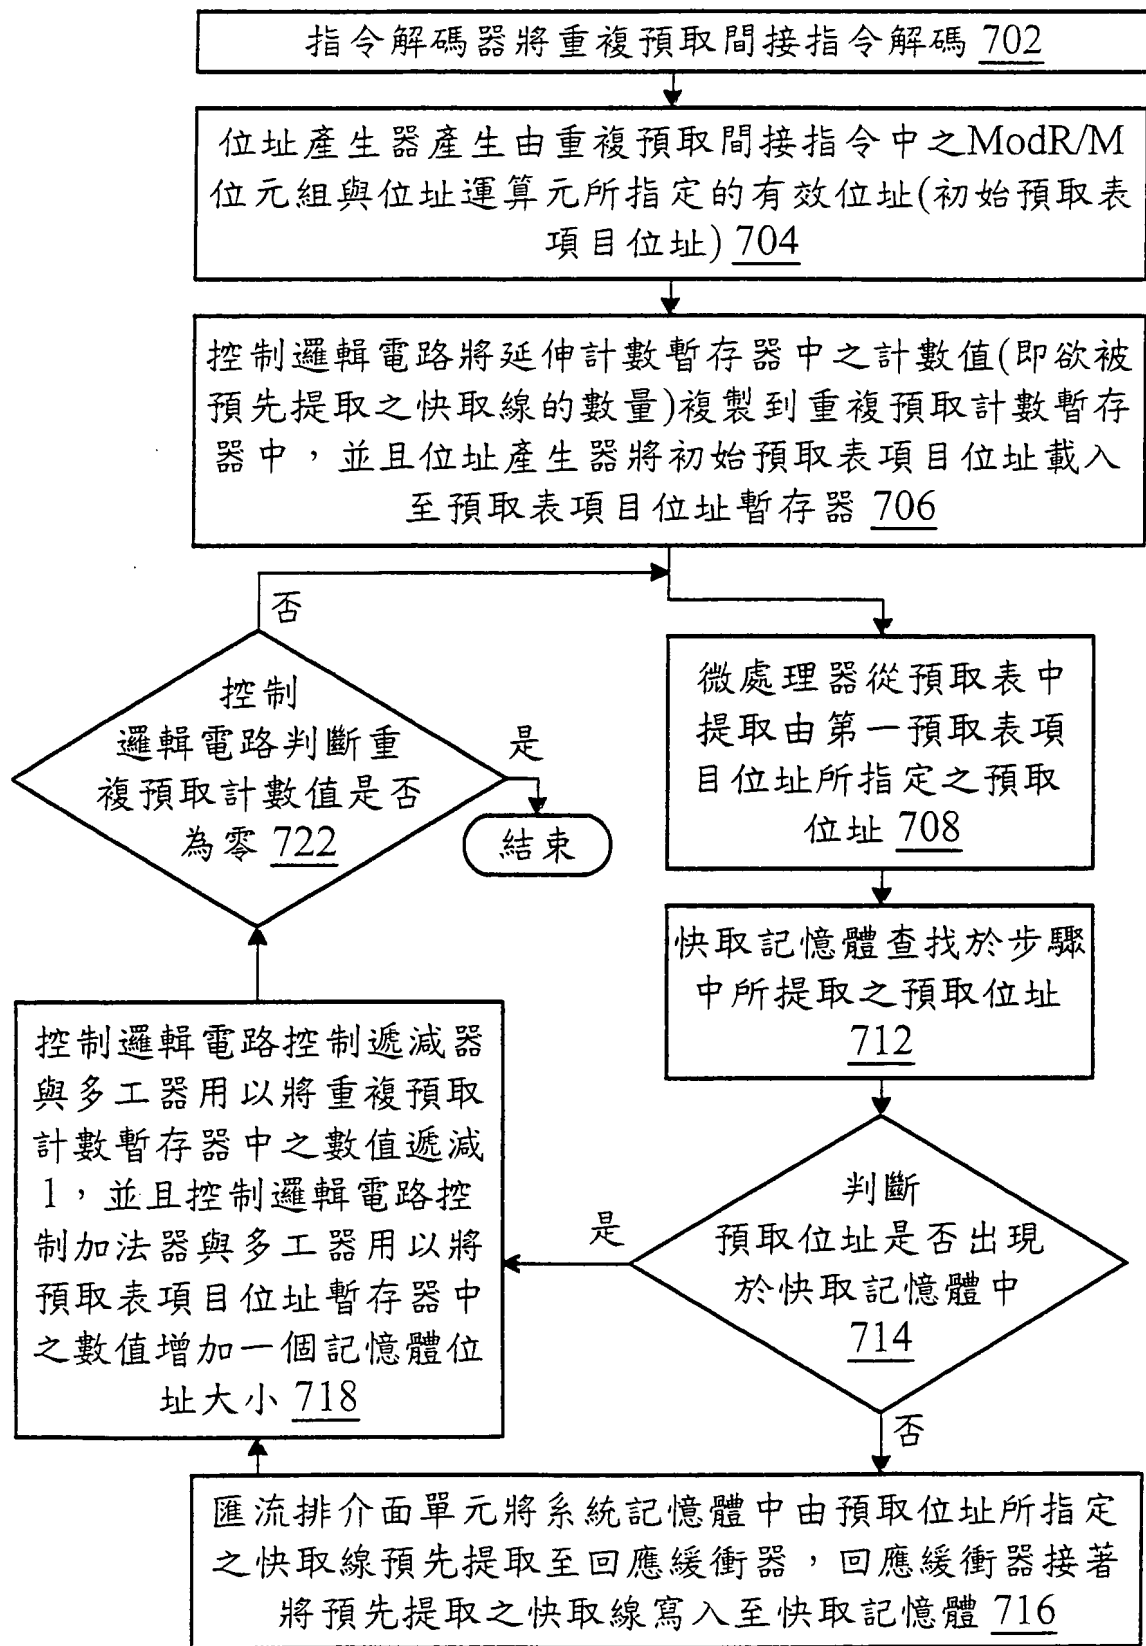 指令解碼器將重複預取間接指令解碼 702
位址產生器產生由重複預取間接指令中之ModR/M
位元組與位址運算元所指定的有效位址(初始預取表
項目位址) 704
控制邏輯電路將延伸計數暫存器中之計數值(即欲被
預先提取之快取線的數量)複製到重複預取計數暫存
器中，並且位址產生器將初始預取表項目位址載入
至預取表項目位址暫存器 706
否
控制
邏輯電路判斷重
複預取計數值是否
為零 722
是
結束
微處理器從預取表中
提取由第一預取表項
目位址所指定之預取
位址 708
快取記憶體查找於步驟
中所提取之預取位址
712
判斷
預取位址是否出現
於快取記憶體中
714
是
否
控制邏輯電路控制遞減器
與多工器用以將重複預取
計數暫存器中之數值遞減
1，並且控制邏輯電路控
制加法器與多工器用以將
預取表項目位址暫存器中
之數值增加一個記憶體位
址大小 718
匯流排介面單元將系統記憶體中由預取位址所指定
之快取線預先提取至回應緩衝器，回應緩衝器接著
將預先提取之快取線寫入至快取記憶體 716